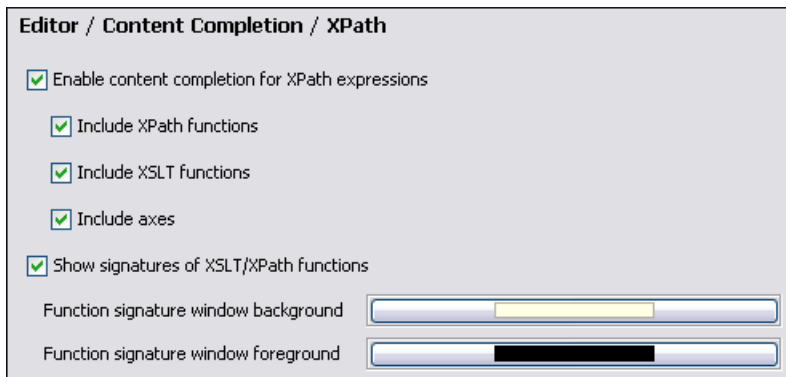 Editor / Content Completion / XPath
Enable content completion for XPath expressions
Include XPath functions
Include XSLT functions
Include axes
Show signatures of XSLT/XPath functions
Function signature window background
Function signature window foreground